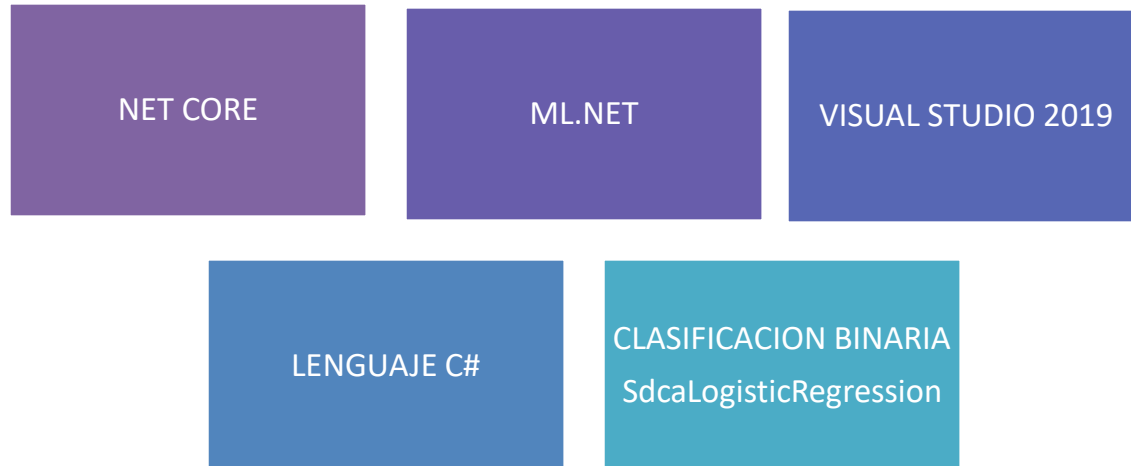 NET CORE
ML.NET
VISUAL STUDIO 2019
LENGUAJE C#
CLASIFICACION BINARIA
SdcaLogisticRegression